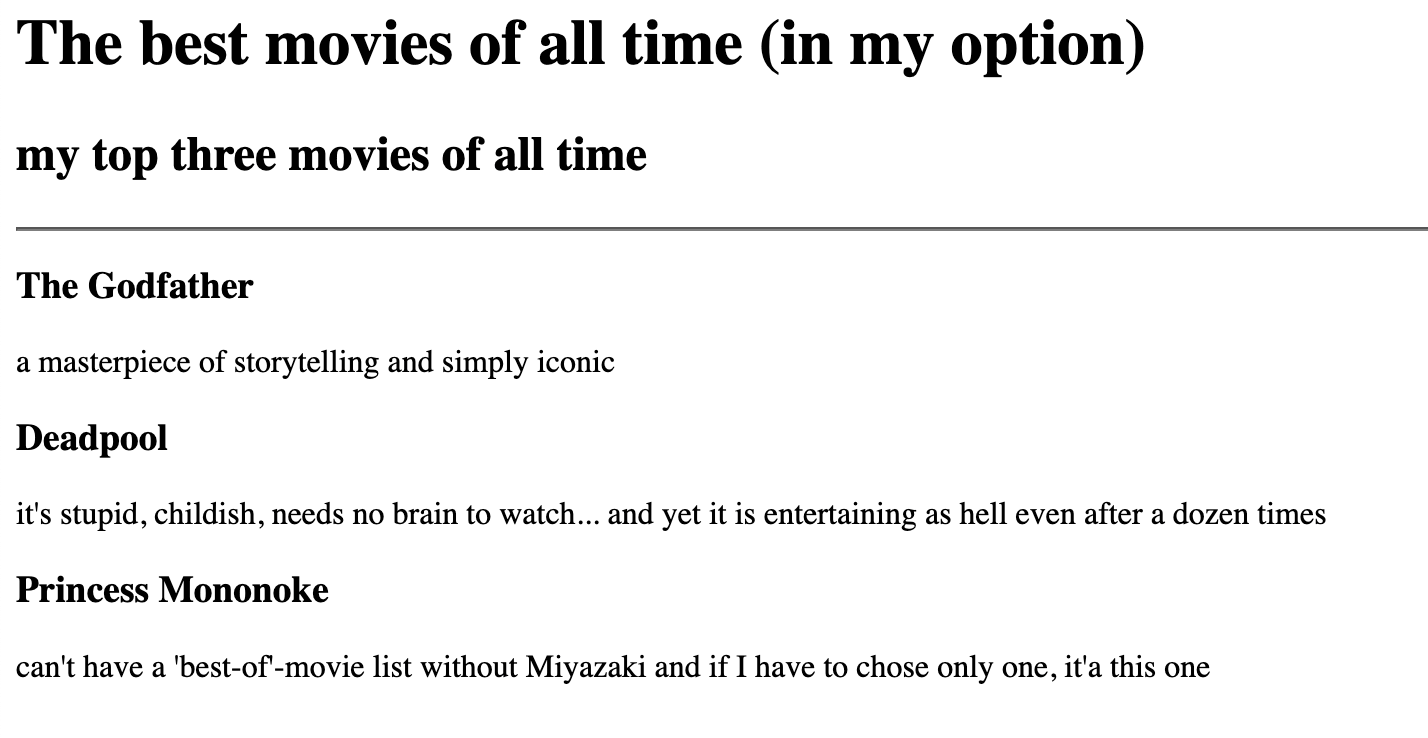 The best movies of all time (in my option)
my top three movies of all time
The Godfather
a masterpiece of storytelling and simply iconic
Deadpool
it's stupid, childish, needs no brain to watch... and yet it is entertaining as hell even after a dozen times
Princess Mononoke
can't have a 'best-of'-movie list without Miyazaki and if I have to chose only one, it'a this one